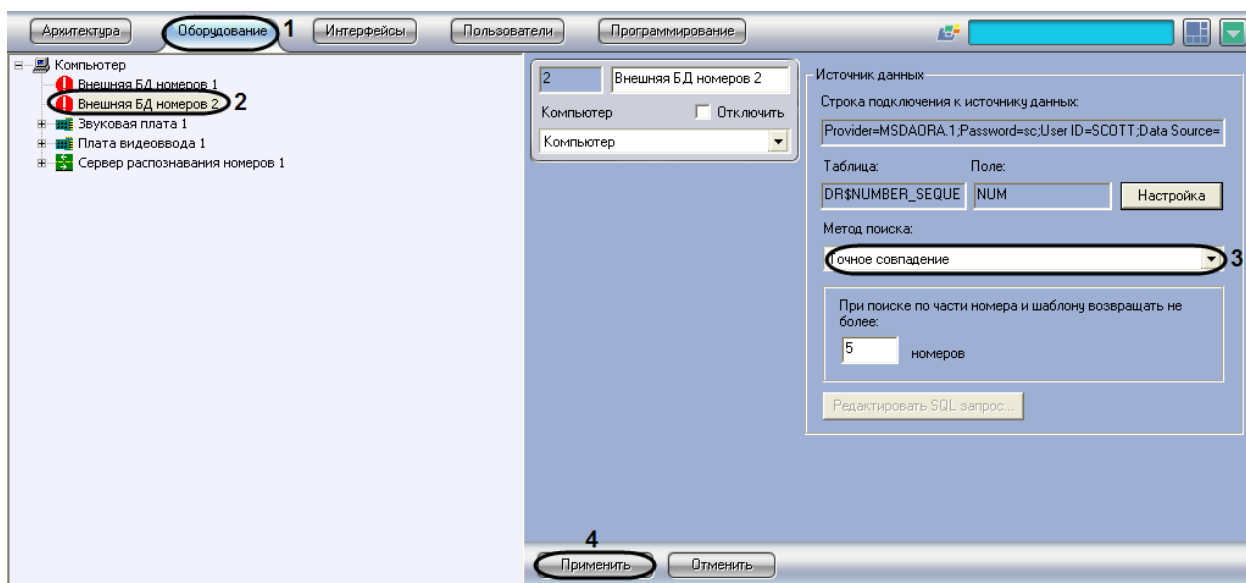 Архитектура Оборудование 1 Интерфейсы Пользователи Программирование
Компьютер
Внешняя БД номеров 1
Внешняя БД номеров 2 2
Звуковая плата 1
Плата видеоввода 1
Сервер распознавания номеров 1
2 Внешняя БД номеров 2
Компьютер Отключить
Компьютер
Источник данных
Строка подключения к источнику данных:
Provider=MSDAORA.1;Password=sc;User ID=SCOTT;Data Source=
Таблица: Поле:
DR$NUMBER_SEQUE NUM Настройка
Метод поиска:
Точное совпадение 3
При поиске по части номера и шаблону возвращать не
более:
5 номеров
Редактировать SQL запрос...
4
Применить Отменить